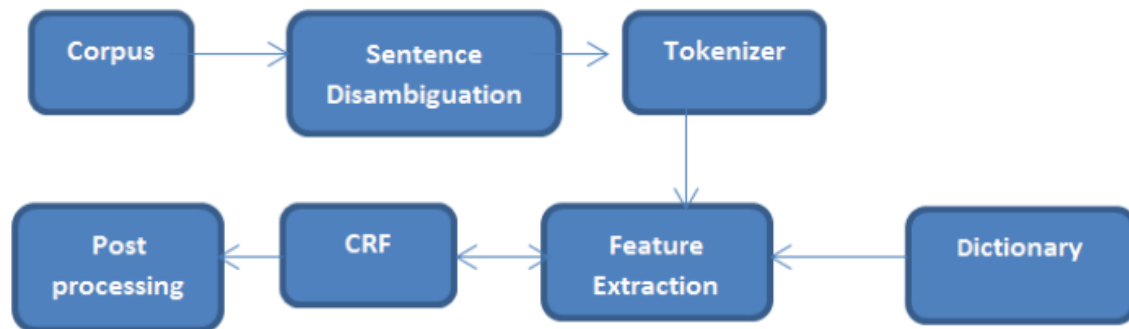 Corpus
Sentence
Disambiguation
Tokenizer
Post
processing
CRF
Feature
Extraction
Dictionary